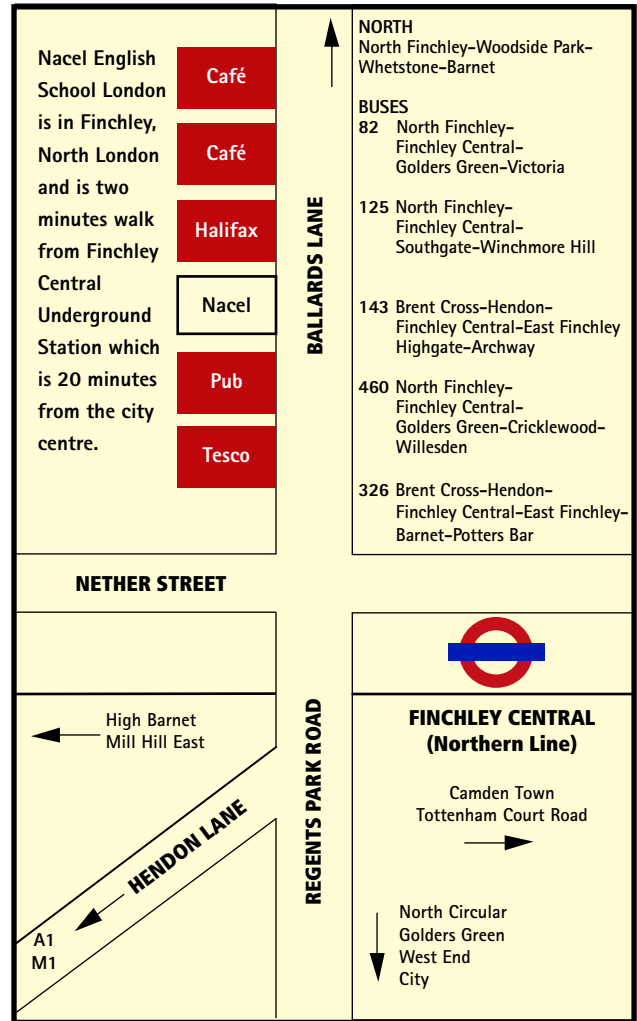 Nacel English
School London
is in Finchley,
North London
and is two
minutes walk
from Finchley
Central
Underground
Station which
is 20 minutes
from the city
centre.
Café
Café
Halifax
Nacel
Pub
Tesco
BALLARDS LANE
NORTH
North Finchley-Woodside Park-
Whetstone-Barnet
BUSES
82 North Finchley-
Finchley Central-
Golders Green-Victoria
125 North Finchley-
Finchley Central-
Southgate-Winchmore Hill
143 Brent Cross-Hendon-
Finchley Central-East Finchley
Highgate-Archway
460 North Finchley-
Finchley Central-
Golders Green-Cricklewood-
Willesden
326 Brent Cross-Hendon-
Finchley Central-East Finchley-
Barnet-Potters Bar
NETHER STREET
High Barnet
Mill Hill East
HENDON LANE
A1
M1
REGENTS PARK ROAD
FINCHLEY CENTRAL
(Northern Line)
Camden Town
Tottenham Court Road
North Circular
Golders Green
West End
City